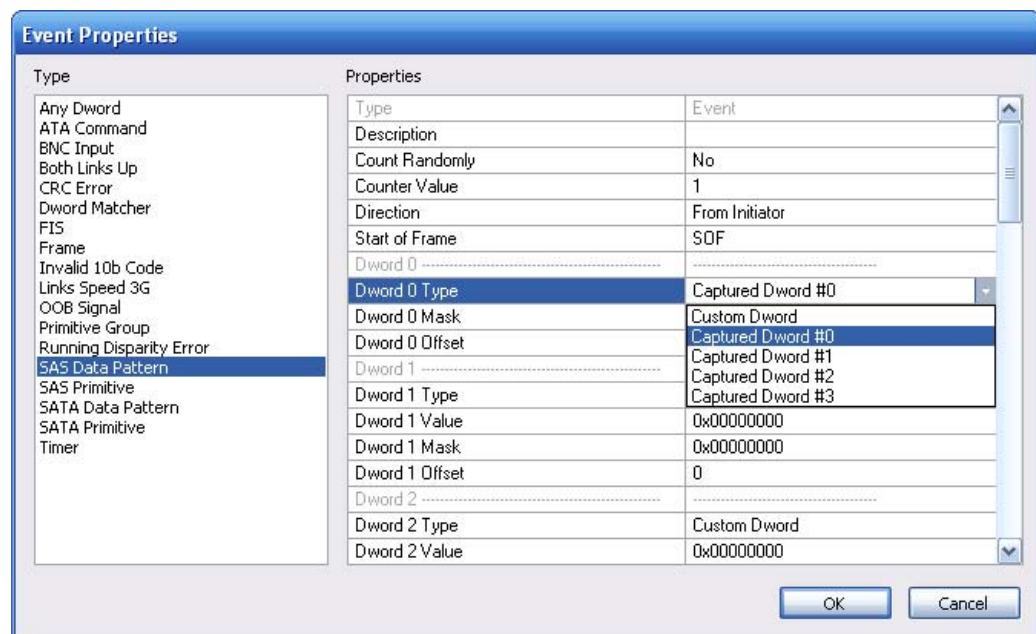 Event Properties
Type
Any Dword
ATA Command
BNC Input
Both Links Up
CRC Error
Dword Matcher
FIS
Frame
Invalid 10b Code
Links Speed 3G
OOB Signal
Primitive Group
Running Disparity Error
SAS Data Pattern
SAS Primitive
SATA Data Pattern
SATA Primitive
Timer
Properties
Type Event
Description
Count Randomly No
Counter Value 1
Direction From Initiator
Start of Frame SOF
Dword 0
Dword 0 Type Captured Dword #0
Dword 0 Mask
Dword 0 Offset
Custom Dword
Captured Dword #0
Captured Dword #1
Captured Dword #2
Captured Dword #3
Dword 1
Dword 1 Type
Dword 1 Value 0x00000000
Dword 1 Mask 0x00000000
Dword 1 Offset 0
Dword 2
Dword 2 Type Custom Dword
Dword 2 Value 0x00000000
OK Cancel